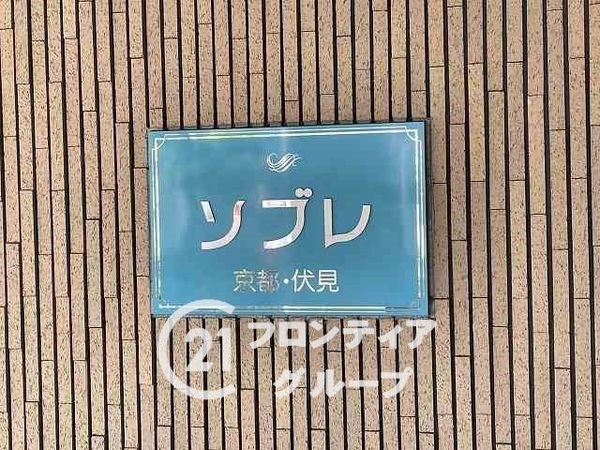 ソブレ
京都・伏見
21 フロンティア
グループ